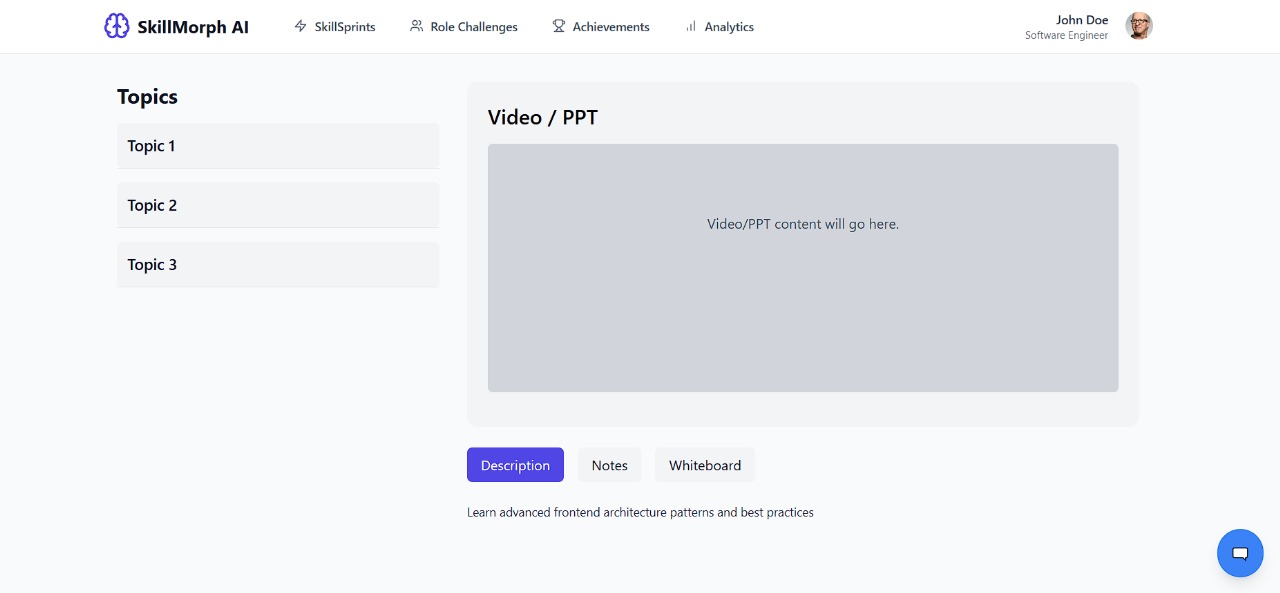 SkillMorph AI
SkillSprints
Role Challenges
Achievements
Analytics
John Doe
Software Engineer
Topics
Topic 1
Topic 2
Topic 3
Video / PPT
Video/PPT content will go here.
Description
Notes
Whiteboard
Learn advanced frontend architecture patterns and best practices